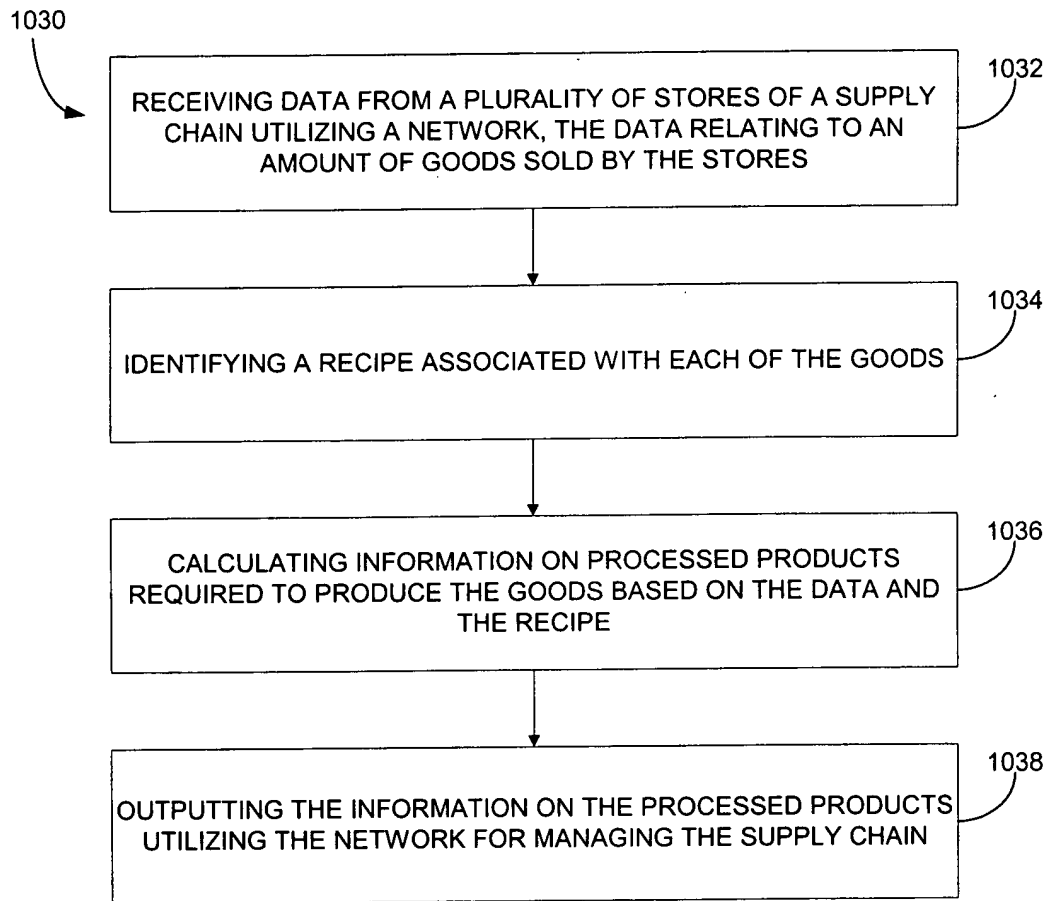 1030
1032
RECEIVING DATA FROM A PLURALITY OF STORES OF A SUPPLY
CHAIN UTILIZING A NETWORK, THE DATA RELATING TO AN
AMOUNT OF GOODS SOLD BY THE STORES
1034
IDENTIFYING A RECIPE ASSOCIATED WITH EACH OF THE GOODS
1036
CALCULATING INFORMATION ON PROCESSED PRODUCTS
REQUIRED TO PRODUCE THE GOODS BASED ON THE DATA AND
THE RECIPE
1038
OUTPUTTING THE INFORMATION ON THE PROCESSED PRODUCTS
UTILIZING THE NETWORK FOR MANAGING THE SUPPLY CHAIN